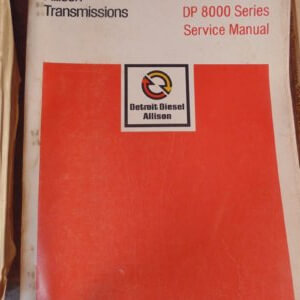 Transmissions
DP 8000 Series
Service Manual
Detroit Diesel
Allison